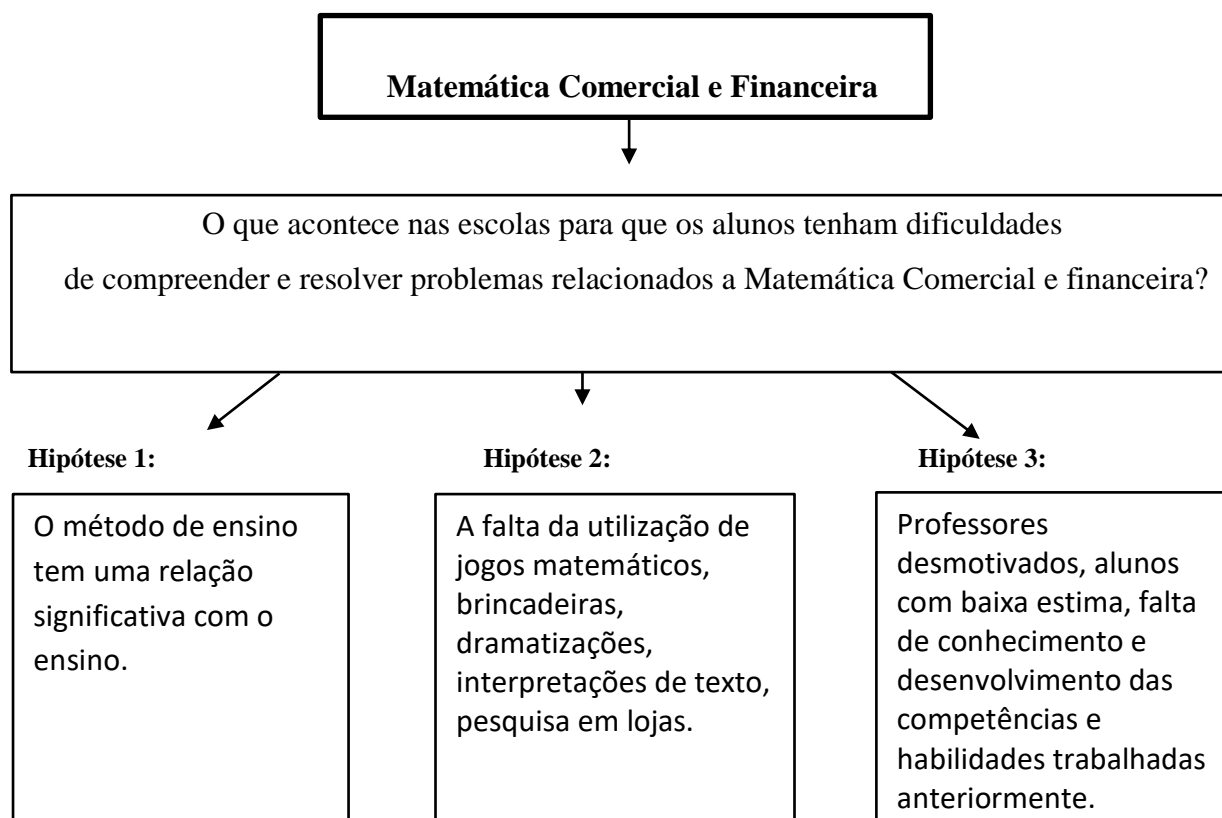 Matemática Comercial e Financeira
O que acontece nas escolas para que os alunos tenham dificuldades
de compreender e resolver problemas relacionados a Matemática Comercial e financeira?
Hipótese 1:
O método de ensino
tem uma relação
significativa com o
ensino.
Hipótese 2:
A falta da utilização de
jogos matemáticos,
brincadeiras,
dramatizações,
interpretações de texto,
pesquisa em lojas.
Hipótese 3:
Professores
desmotivados, alunos
com baixa estima, falta
de conhecimento e
desenvolvimento das
competências e
habilidades trabalhadas
anteriormente.